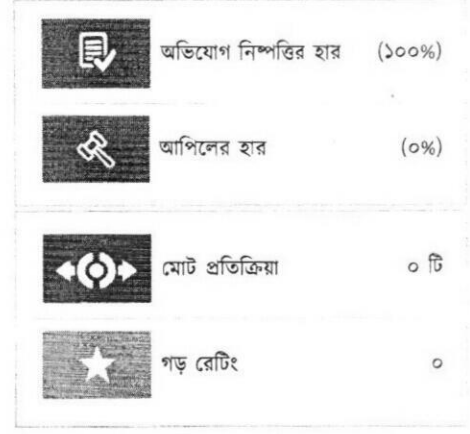 অভিযোগ নিষ্পত্তির হার (১০০%)
আপিলের হার (০%)
মোট প্রতিক্রিয়া ০ টি
গড় রেটিং ০